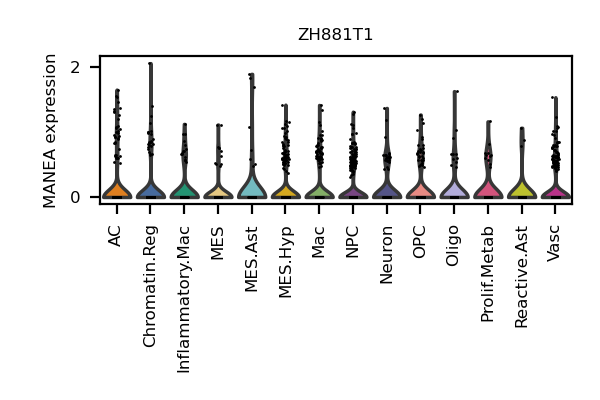 ZH881T1
MANEA expression
2
0
AC
Chromatin.Reg
Inflammatory.Mac
MES
MES.Ast
MES.Hyp
Mac
NPC
Neuron
OPC
Oligo
Prolif.Metab
Reactive.Ast
Vasc